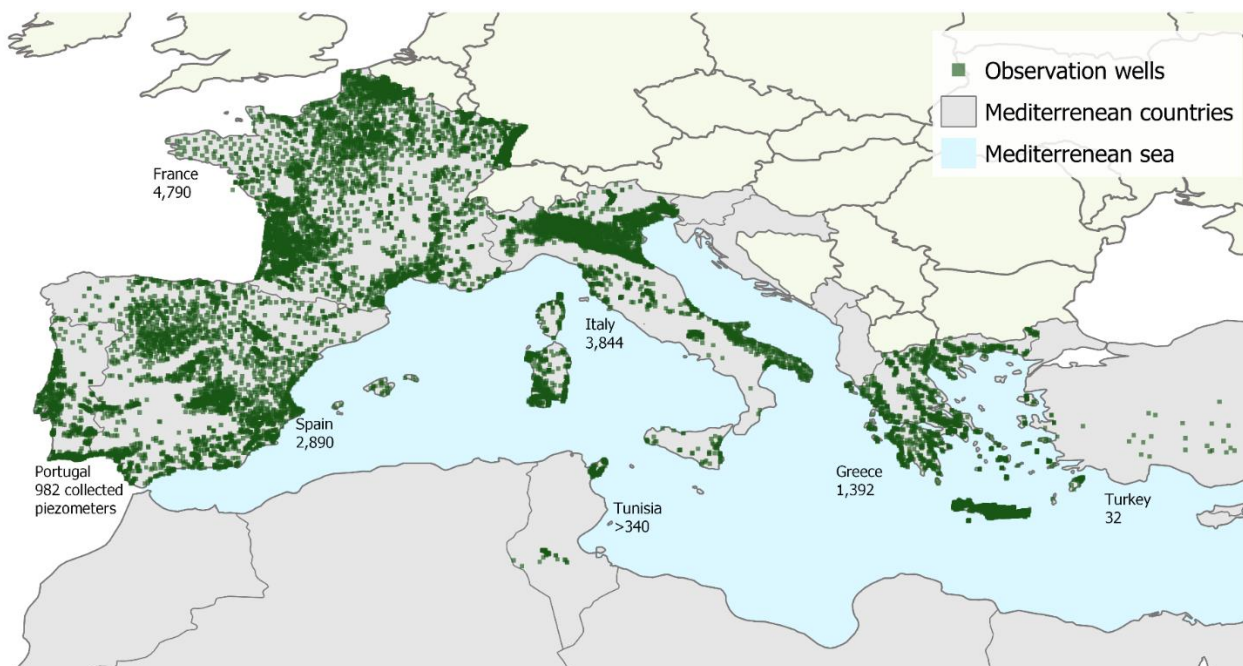 Observation wells
Mediterrenean countries
Mediterrenean sea
France
4,790
Italy
3,844
Spain
2,890
Portugal
982 collected
piezometers
Tunisia
>340
Greece
1,392
Turkey
32